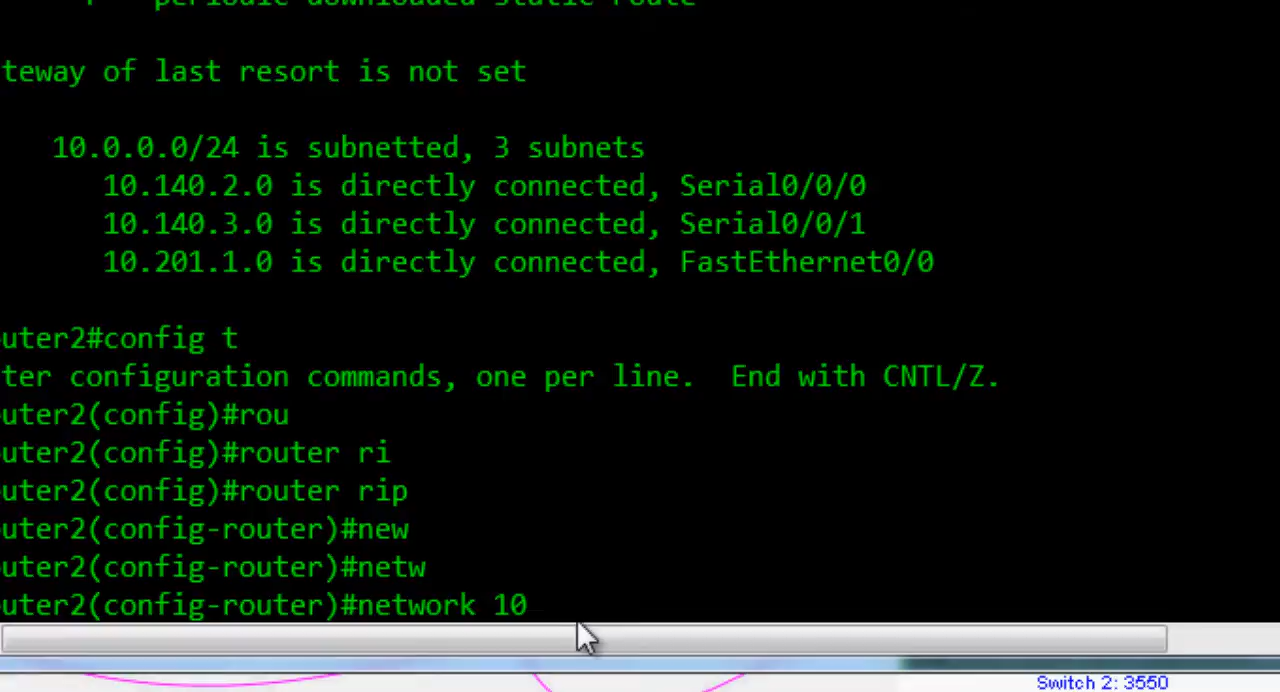 periodic downloaded static route
teway of last resort is not set
10.0.0.0/24 is subnetted, 3 subnets
10.140.2.0 is directly connected, Serial0/0/0
10.140.3.0 is directly connected, Serial0/0/1
10.201.1.0 is directly connected, FastEthernet0/0
uter2#config t
ter configuration commands, one per line.  End with CNTL/Z.
uter2(config)#rou
uter2(config)#router ri
uter2(config)#router rip
uter2(config-router)#new
uter2(config-router)#netw
uter2(config-router)#network 10
Switch 2: 3550